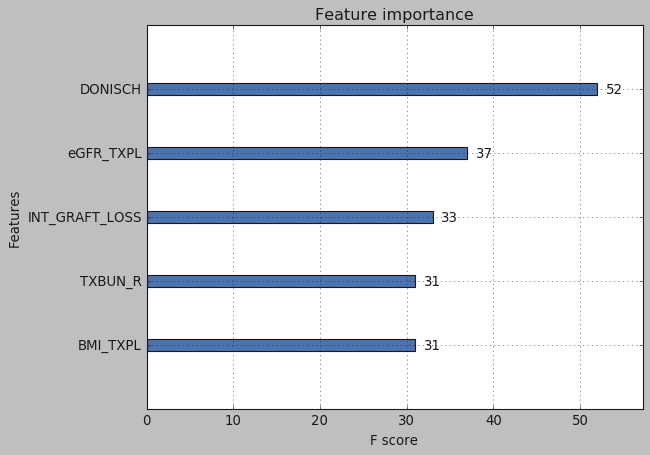 Feature importance
Features
DONISCH 52
eGFR_TXPL 37
INT_GRAFT_LOSS 33
TXBUN_R 31
BMI_TXPL 31
0 10 20 30 40 50
F score